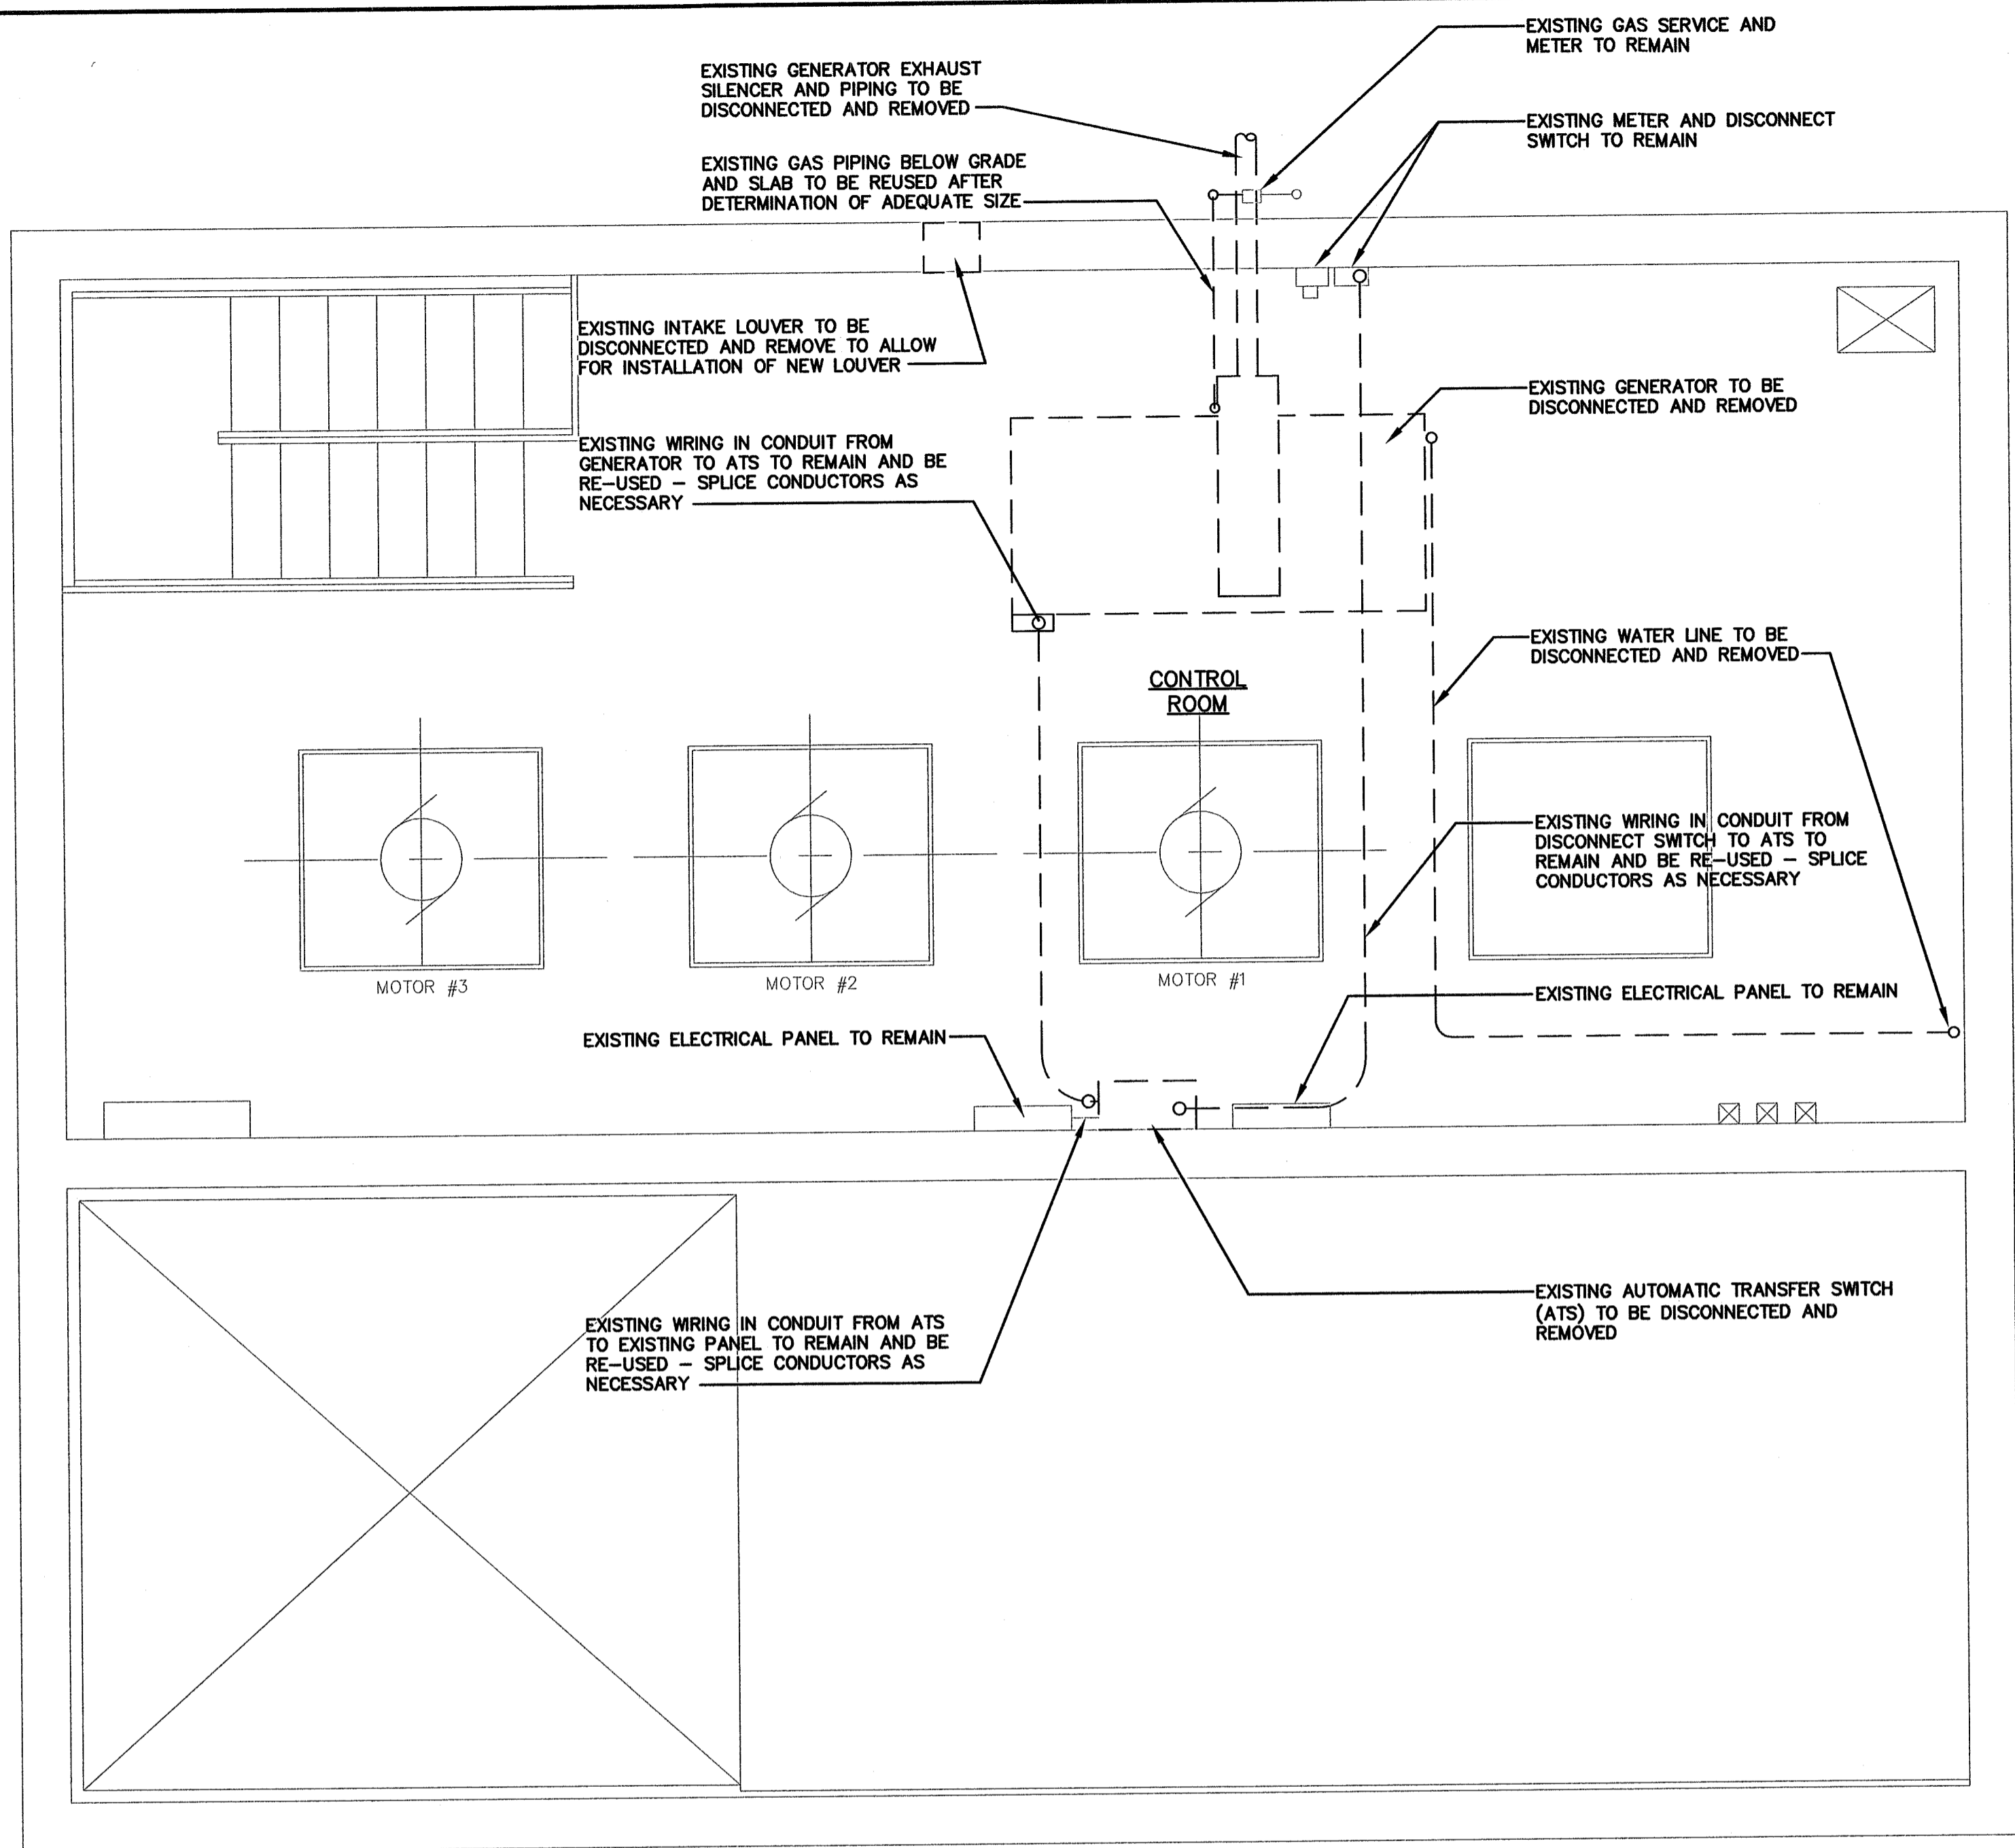 EXISTING GAS SERVICE AND
METER TO REMAIN
EXISTING GENERATOR EXHAUST
SILENCER AND PIPING TO BE
DISCONNECTED AND REMOVED
EXISTING METER AND DISCONNECT
SWITCH TO REMAIN
EXISTING GAS PIPING BELOW GRADE
AND SLAB TO BE REUSED AFTER
DETERMINATION OF ADEQUATE SIZE
EXISTING INTAKE LOUVER TO BE
DISCONNECTED AND REMOVE TO ALLOW
FOR INSTALLATION OF NEW LOUVER
EXISTING GENERATOR TO BE
DISCONNECTED AND REMOVED
EXISTING WIRING IN CONDUIT FROM
GENERATOR TO ATS TO REMAIN AND BE
RE-USED - SPLICE CONDUCTORS AS
NECESSARY
EXISTING WATER LINE TO BE
DISCONNECTED AND REMOVED
CONTROL
ROOM
EXISTING WIRING IN CONDUIT FROM
DISCONNECT SWITCH TO ATS TO
REMAIN AND BE RE-USED - SPLICE
CONDUCTORS AS NECESSARY
MOTOR #3
MOTOR #2
MOTOR #1
EXISTING ELECTRICAL PANEL TO REMAIN
EXISTING ELECTRICAL PANEL TO REMAIN
EXISTING AUTOMATIC TRANSFER SWITCH
(ATS) TO BE DISCONNECTED AND
REMOVED
EXISTING WIRING IN CONDUIT FROM ATS
TO EXISTING PANEL TO REMAIN AND BE
RE-USED - SPLICE CONDUCTORS AS
NECESSARY